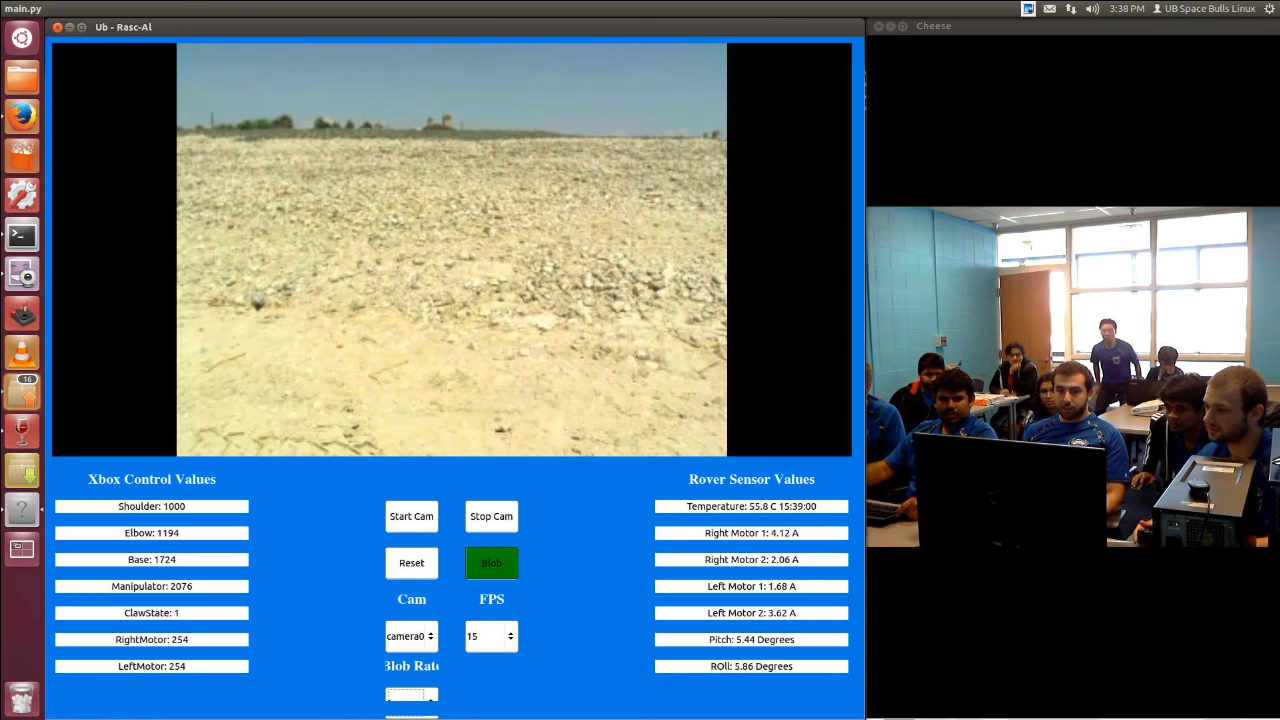 main.py
3:38 PM
UB Space Bulls Linux
Ub - Rasc-Al
Cheese
16
Xbox Control Values
Shoulder: 1000
Elbow: 1194
Base: 1724
Manipulator: 2076
ClawState: 1
RightMotor: 254
LeftMotor: 254
Start Cam
Stop Cam
Reset
Blob
Cam
FPS
camera0
15
Blob Rate
Rover Sensor Values
Temperature: 55.8 C 15:39:00
Right Motor 1: 4.12 A
Right Motor 2: 2.06 A
Left Motor 1: 1.68 A
Left Motor 2: 3.62 A
Pitch: 5.44 Degrees
ROll: 5.86 Degrees